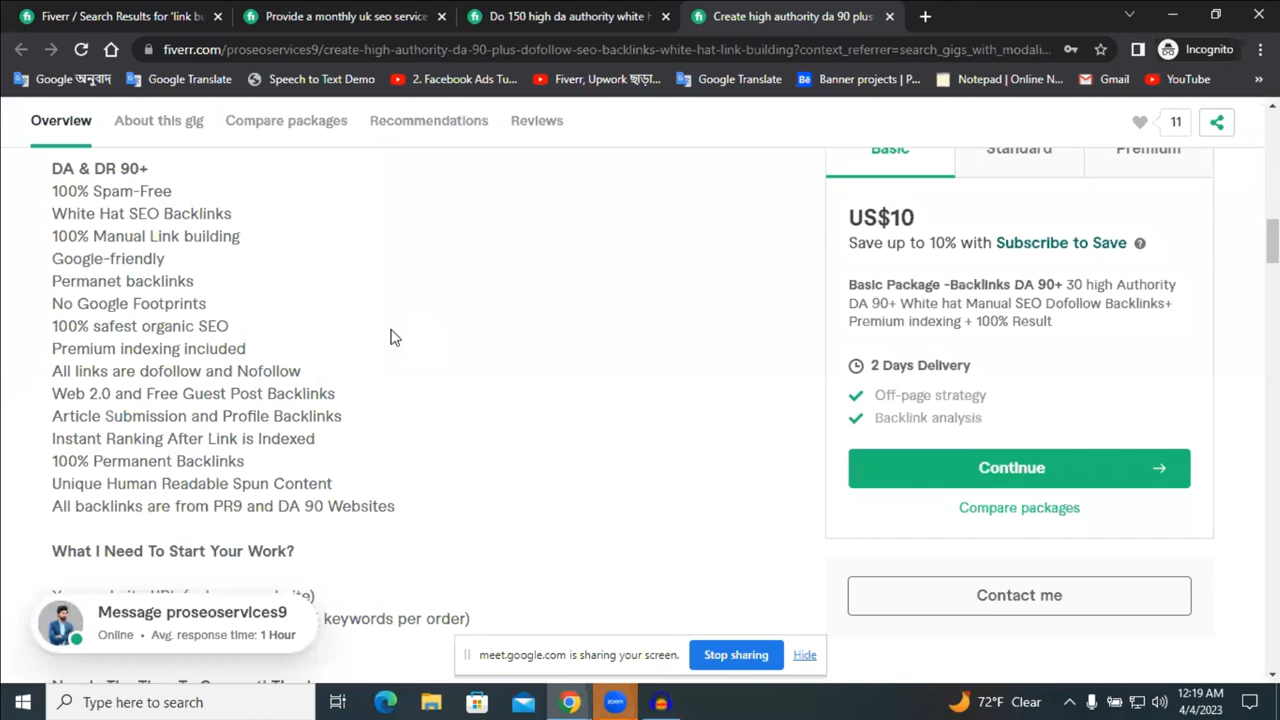 Fiverr / Search Results for 'link bu
Provide a monthly uk seo service
Do 150 high da authority white h
Create high authority da 90 plus
Incognito
fiverr.com/proseoservices9/create-high-authority-da-90-plus-dofollow-seo-backlinks-white-hat-link-building?context_referrer=search_gigs_with_modali...
Google অনুবাদ
Google Translate
Speech to Text Demo
2. Facebook Ads Tu...
Fiverr, Upwork ছাড়া...
Google Translate
Banner projects | P...
Notepad | Online N...
Gmail
YouTube
Overview
About this gig
Compare packages
Recommendations
Reviews
11
Basic
Standard
Premium
DA & DR 90+
100% Spam-Free
White Hat SEO Backlinks
100% Manual Link building
Google-friendly
Permanet backlinks
No Google Footprints
100% safest organic SEO
Premium indexing included
All links are dofollow and Nofollow
Web 2.0 and Free Guest Post Backlinks
Article Submission and Profile Backlinks
Instant Ranking After Link is Indexed
100% Permanent Backlinks
Unique Human Readable Spun Content
All backlinks are from PR9 and DA 90 Websites
What I Need To Start Your Work?
keywords per order)
US$10
Save up to 10% with Subscribe to Save
Basic Package -Backlinks DA 90+ 30 high Authority
DA 90+ White hat Manual SEO Dofollow Backlinks+
Premium indexing + 100% Result
2 Days Delivery
Off-page strategy
Backlink analysis
Continue
Compare packages
Contact me
Message proseoservices9
Online • Avg. response time: 1 Hour
meet.google.com is sharing your screen.
Stop sharing
Hide
Type here to search
zoom
72°F Clear
12:19 AM
4/4/2023